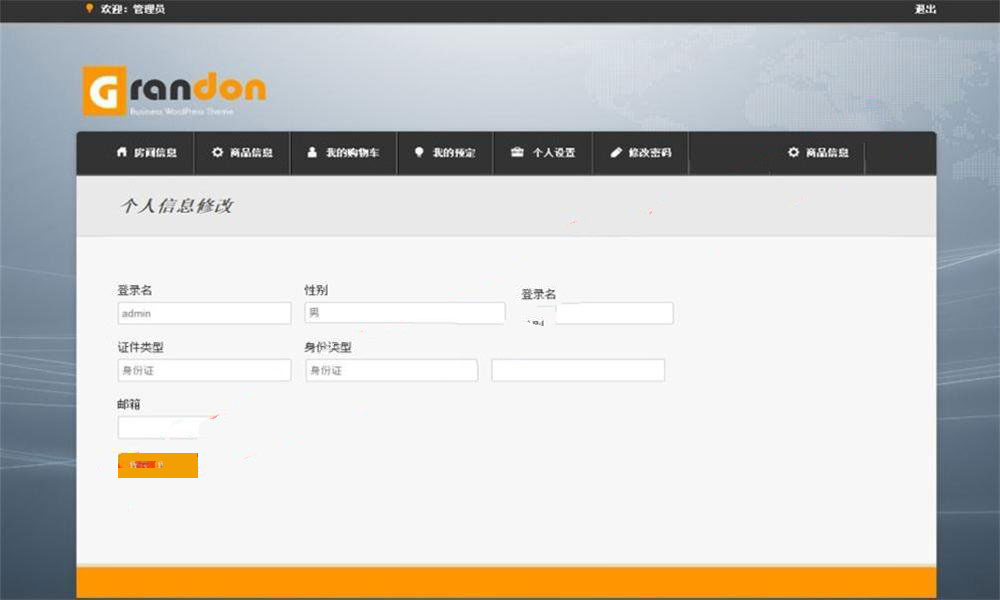 欢迎：管理员 退出
Grandon
Business WordPress Theme
房间信息 商品信息 我的购物车 我的预定 个人设置 修改密码 商品信息
个人信息修改
登录名 性别 登录名
admin 男
证件类型 身份类型
身份证 身份证
邮箱